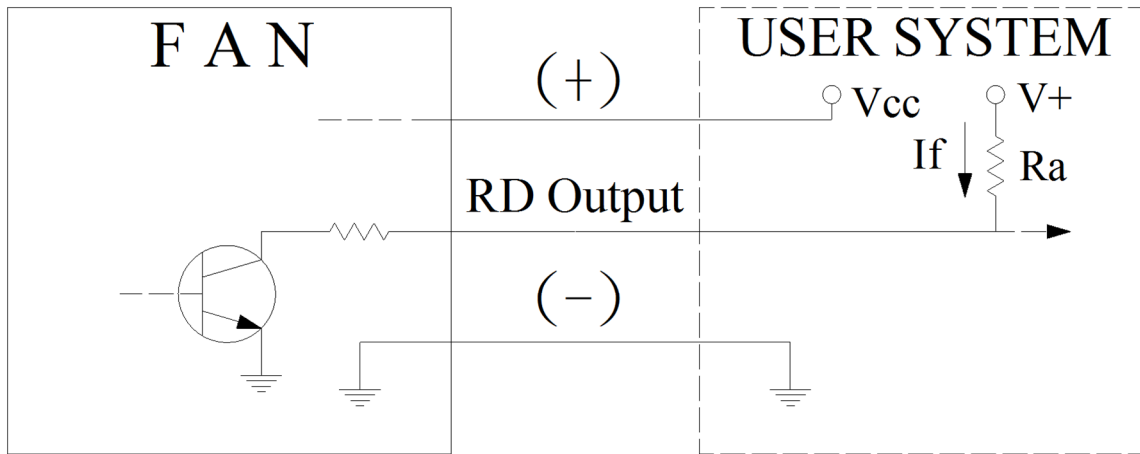 F A N
USER SYSTEM
(+)
Vcc
V+
If
Ra
RD Output
(-)